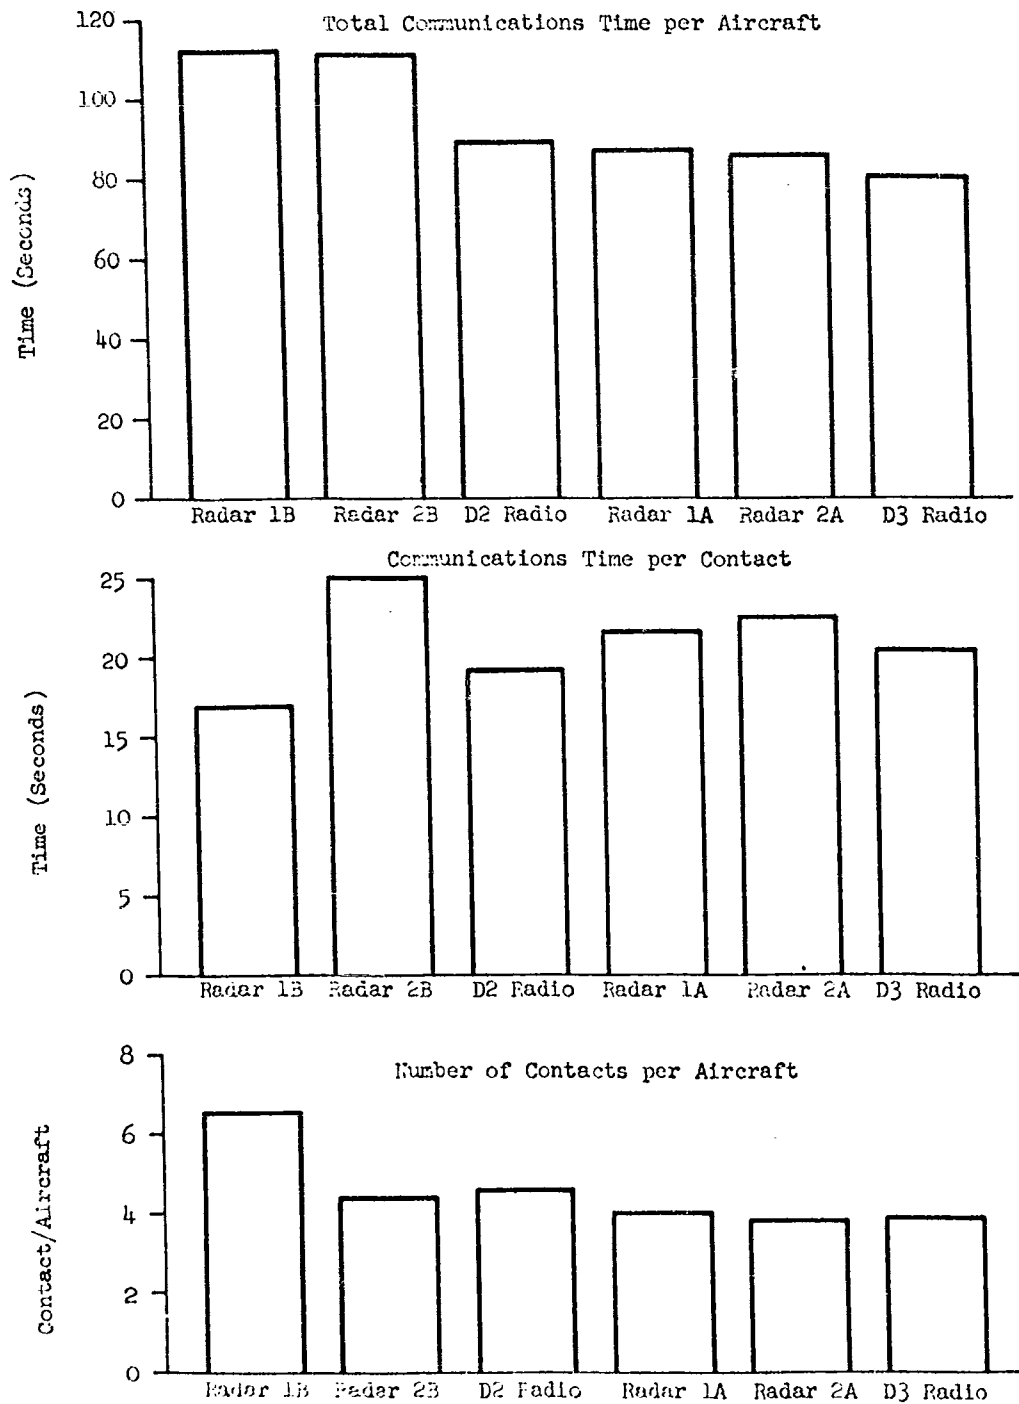 Total Communications Time per Aircraft
120
100
80
60
40
20
0
Time (Seconds)
Radar 1B Radar 2B D2 Radio Radar 1A Radar 2A D3 Radio
Communications Time per Contact
25
20
15
10
5
0
Time (Seconds)
Radar 1B Radar 2B D2 Radio Radar 1A Radar 2A D3 Radio
Number of Contacts per Aircraft
8
6
4
2
0
Contact/Aircraft
Radar 1B Radar 2B D2 Radio Radar 1A Radar 2A D3 Radio